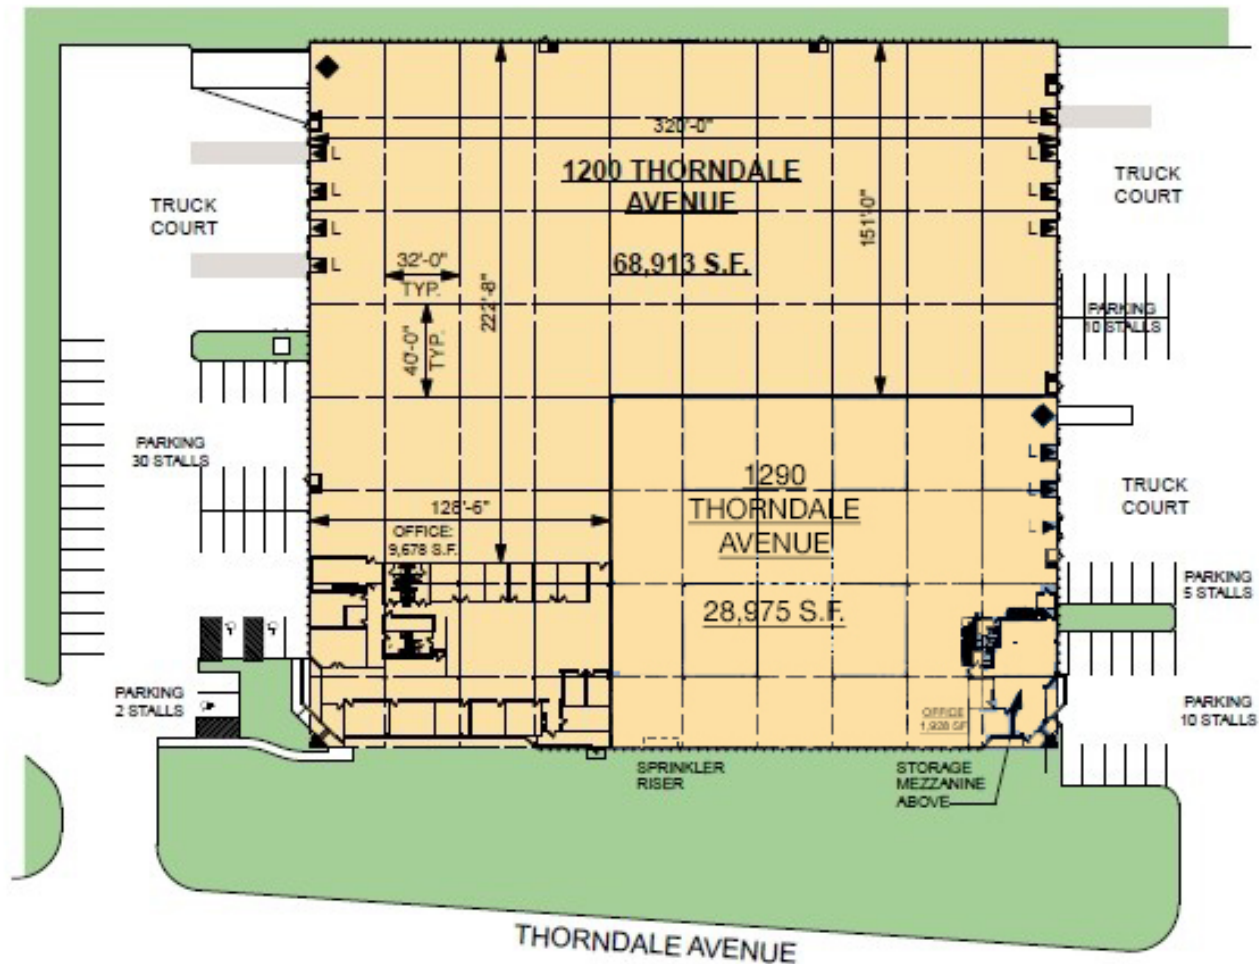 320'-0"
1200 THORNDALE
AVENUE
68,913 S.F.
151'-0"
222'-8"
32'-0"
TYP.
40'-0"
TYP.
TRUCK
COURT
TRUCK
COURT
L
L
L
L
L
L
L
L
PARKING
10 STALLS
PARKING
30 STALLS
128'-6"
OFFICE:
9,678 S.F.
1290
THORNDALE
AVENUE
28,975 S.F.
L
L
L
TRUCK
COURT
PARKING
5 STALLS
PARKING
2 STALLS
PARKING
10 STALLS
OFFICE
1,928 SF
SPRINKLER
RISER
STORAGE
MEZZANINE
ABOVE
THORNDALE AVENUE